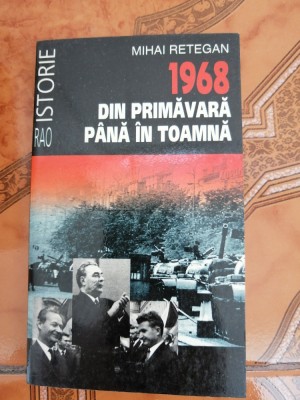 MIHAI RETEGAN
1968
DIN PRIMĂVARĂ
PÂNĂ ÎN TOAMNĂ
RAO ISTORIE